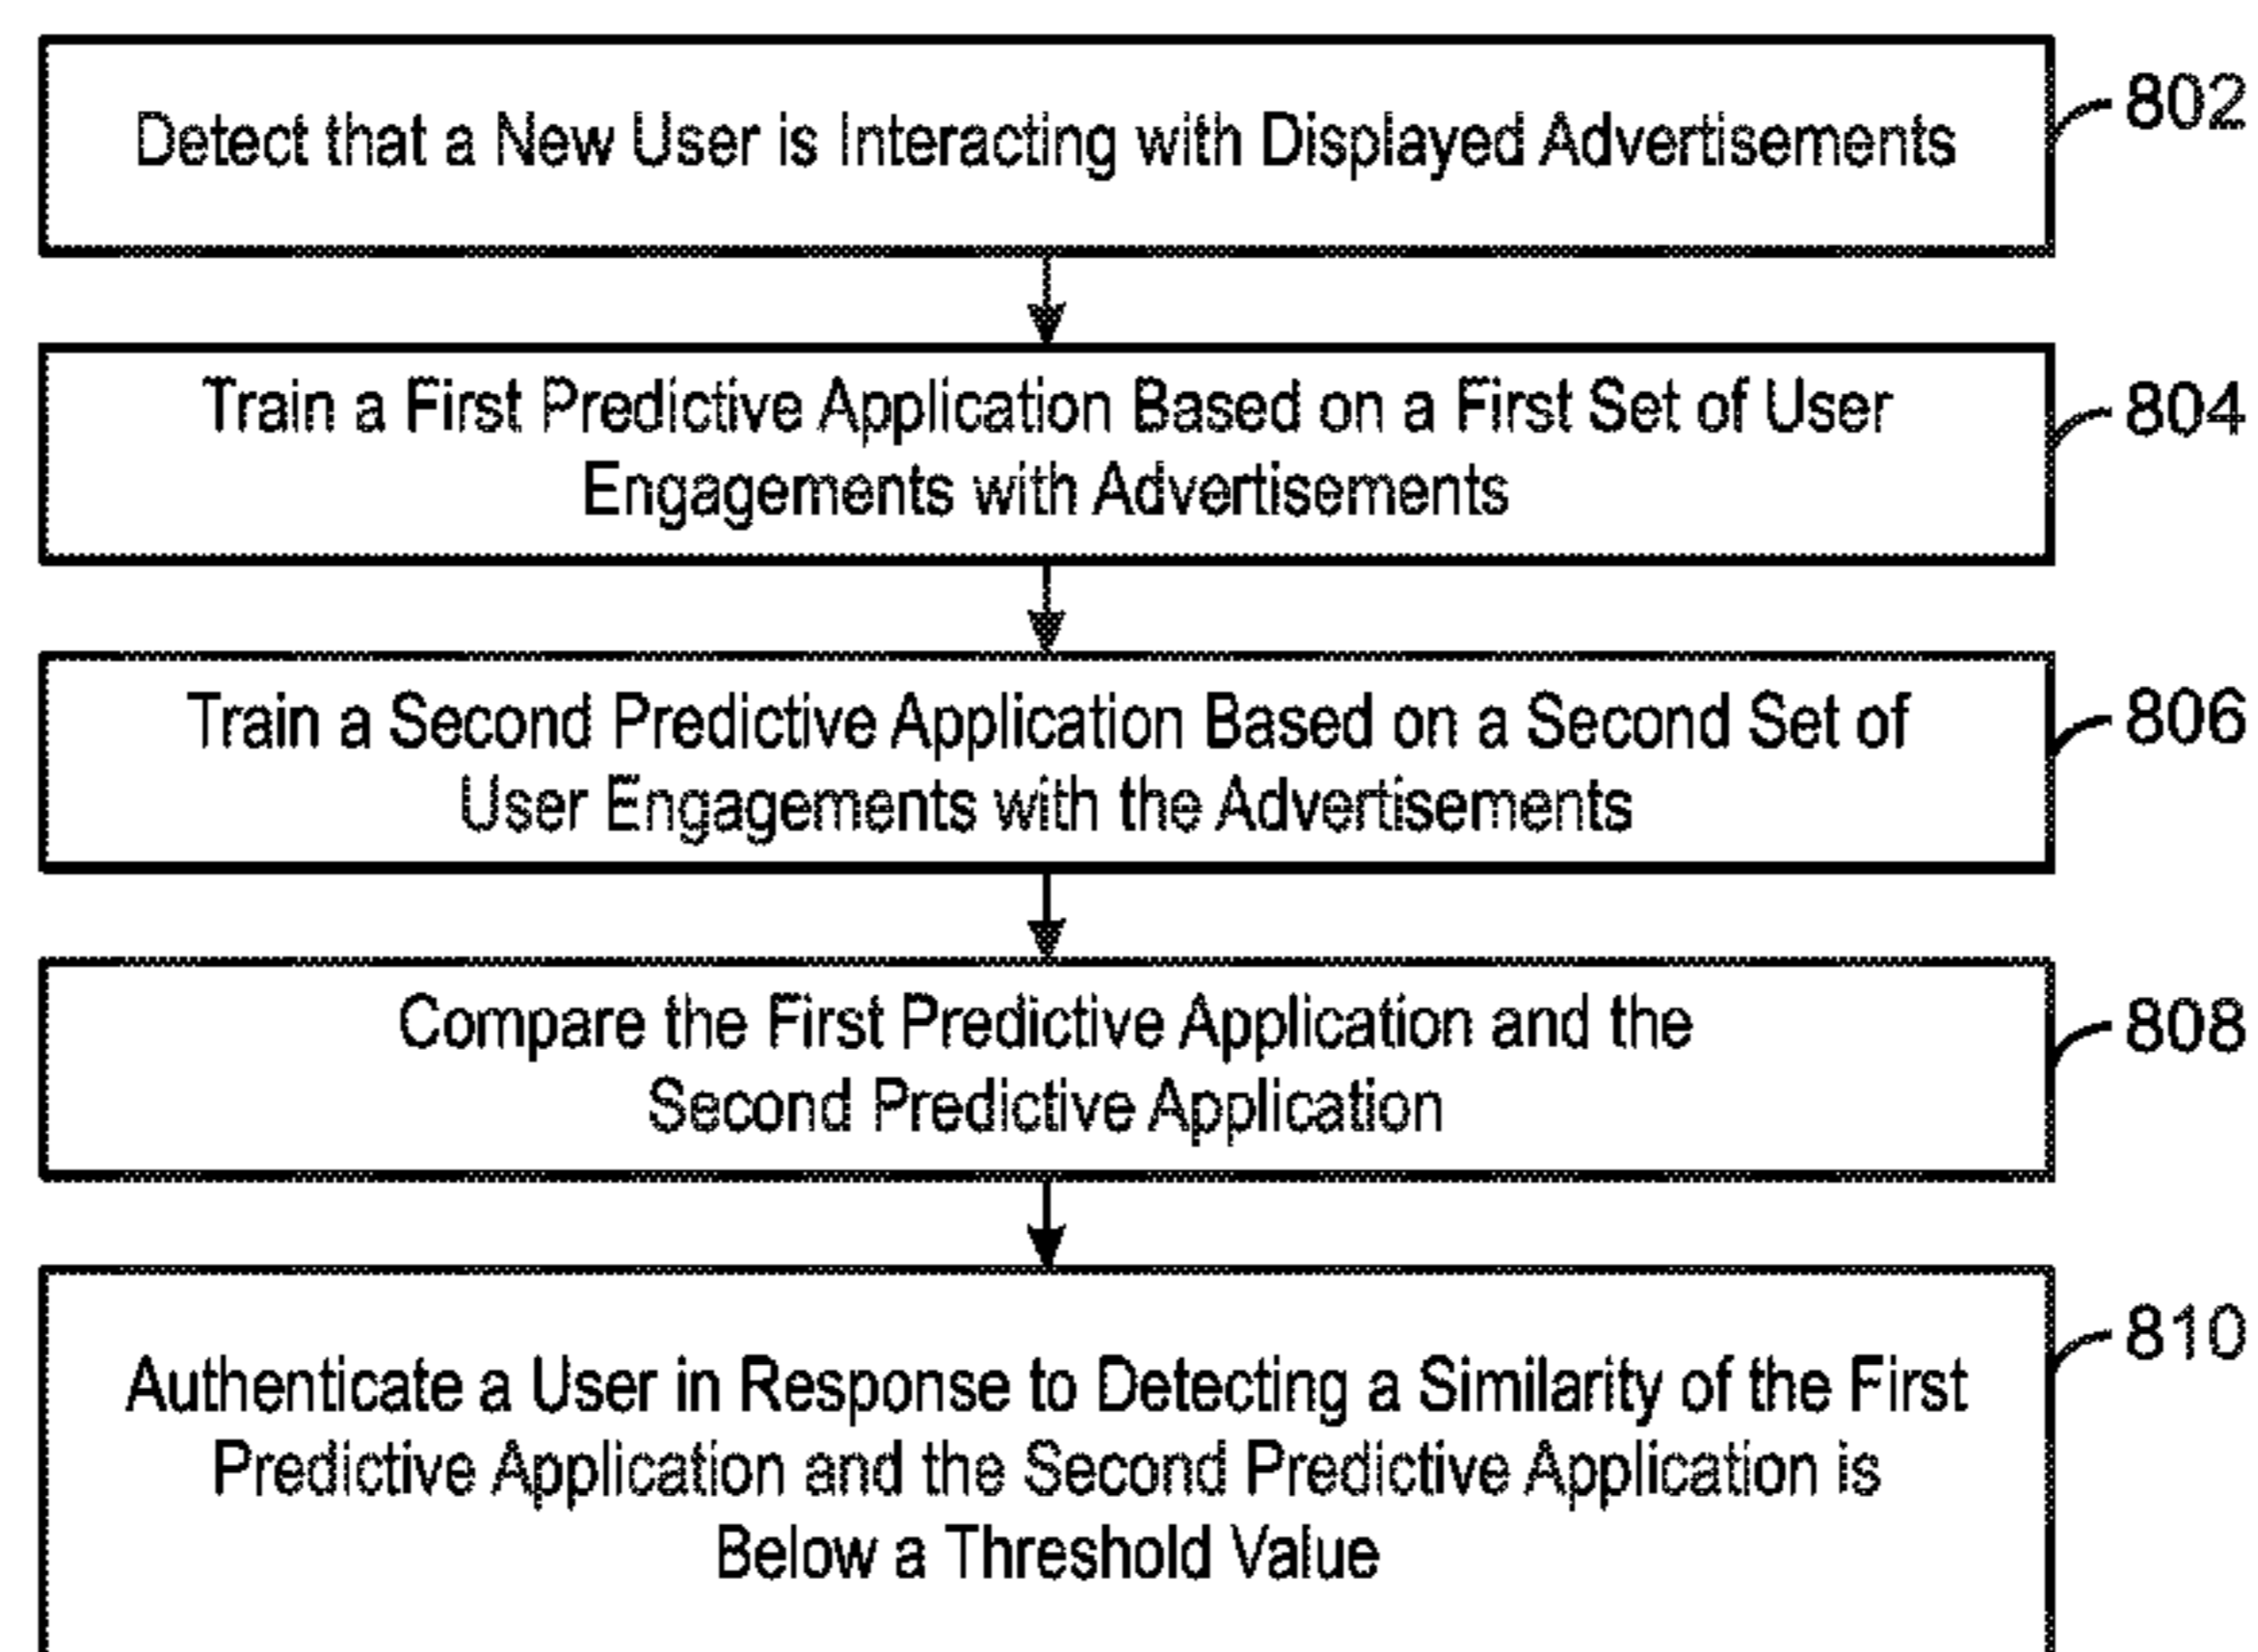 Detect that a New User is Interacting with Displayed Advertisements
802
Train a First Predictive Application Based on a First Set of User
Engagements with Advertisements
804
Train a Second Predictive Application Based on a Second Set of
User Engagements with the Advertisements
806
Compare the First Predictive Application and the
Second Predictive Application
808
Authenticate a User in Response to Detecting a Similarity of the First
Predictive Application and the Second Predictive Application is
Below a Threshold Value
810